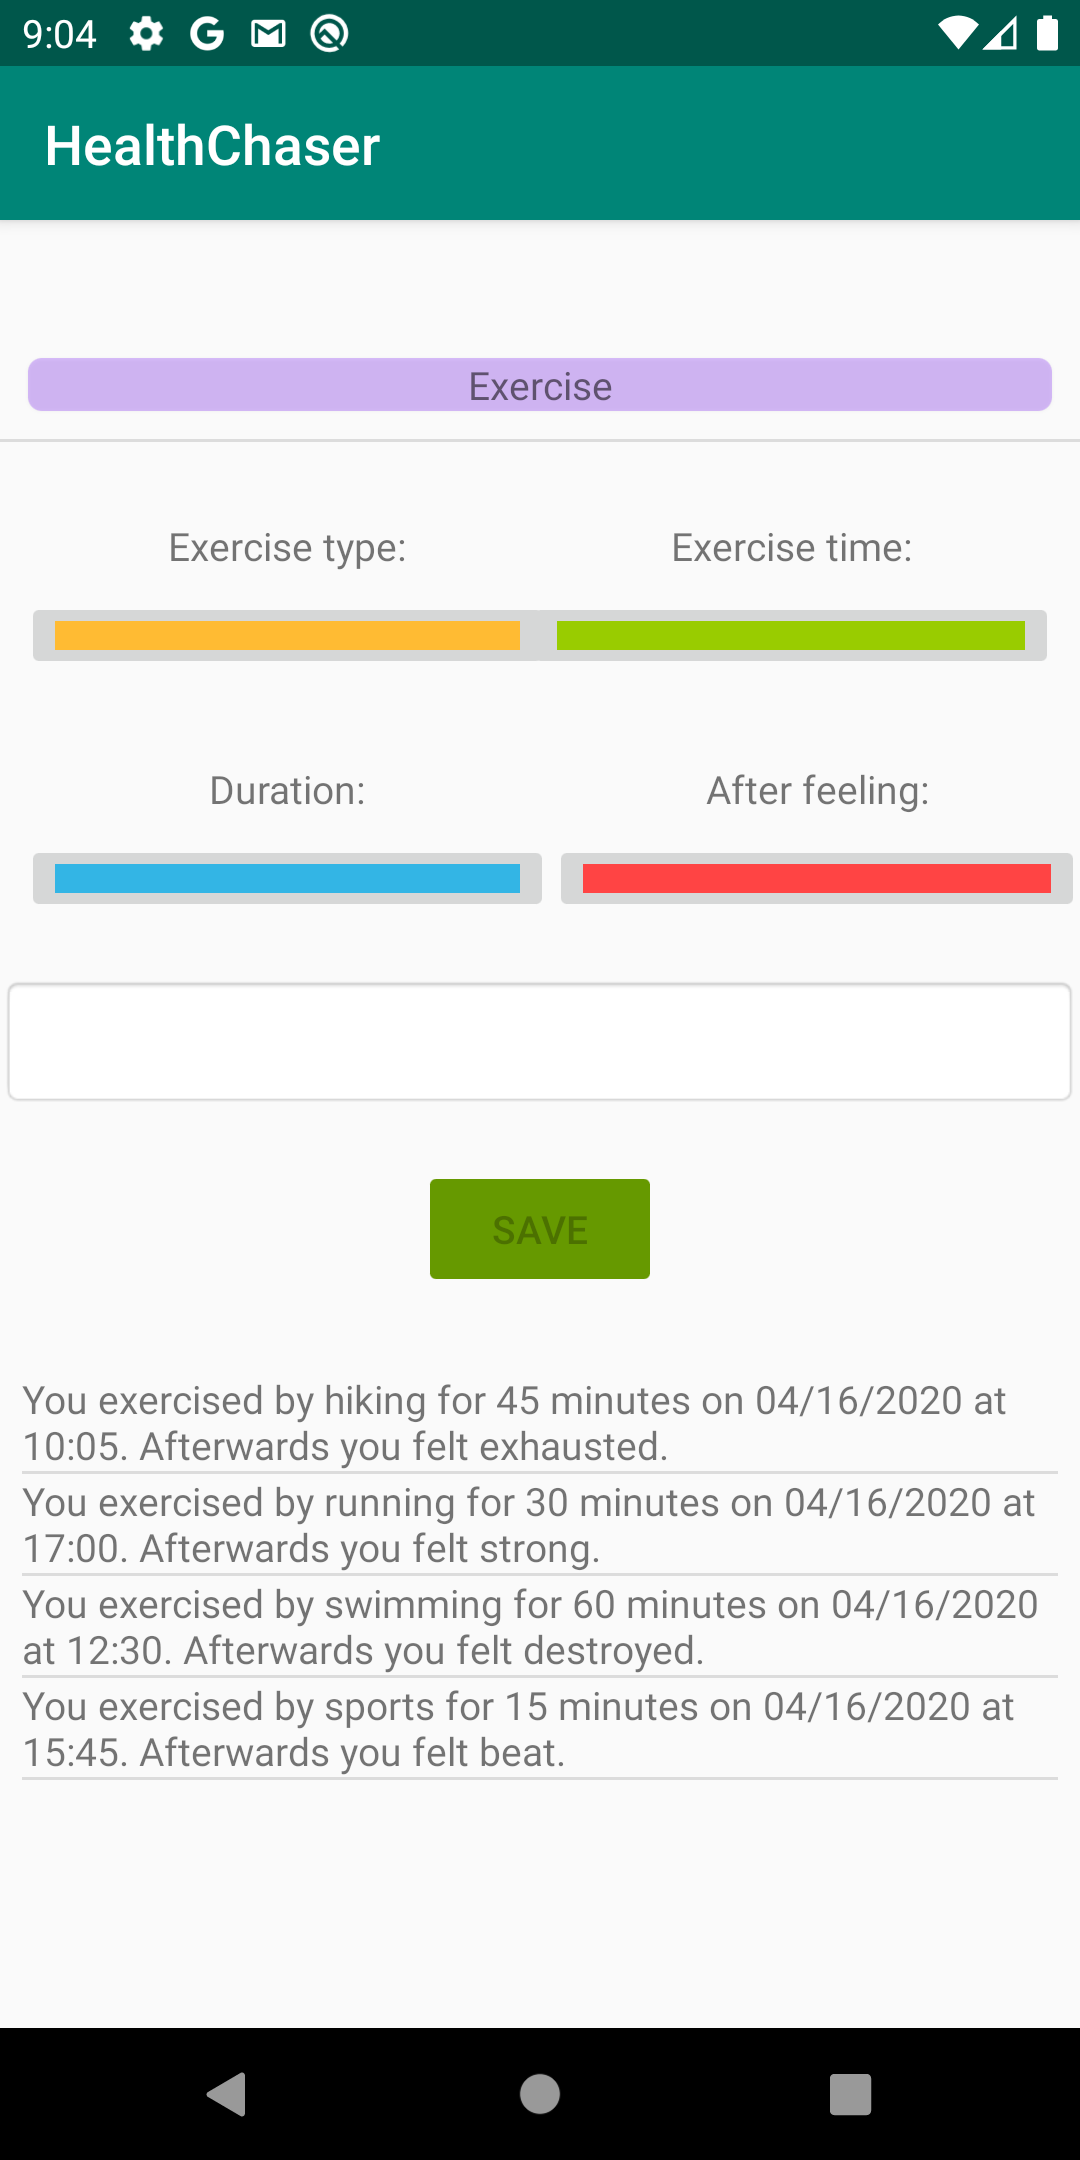 9:04
HealthChaser
Exercise
Exercise type:
Exercise time:
Duration:
After feeling:
SAVE
You exercised by hiking for 45 minutes on 04/16/2020 at
10:05. Afterwards you felt exhausted.
You exercised by running for 30 minutes on 04/16/2020 at
17:00. Afterwards you felt strong.
You exercised by swimming for 60 minutes on 04/16/2020
at 12:30. Afterwards you felt destroyed.
You exercised by sports for 15 minutes on 04/16/2020 at
15:45. Afterwards you felt beat.